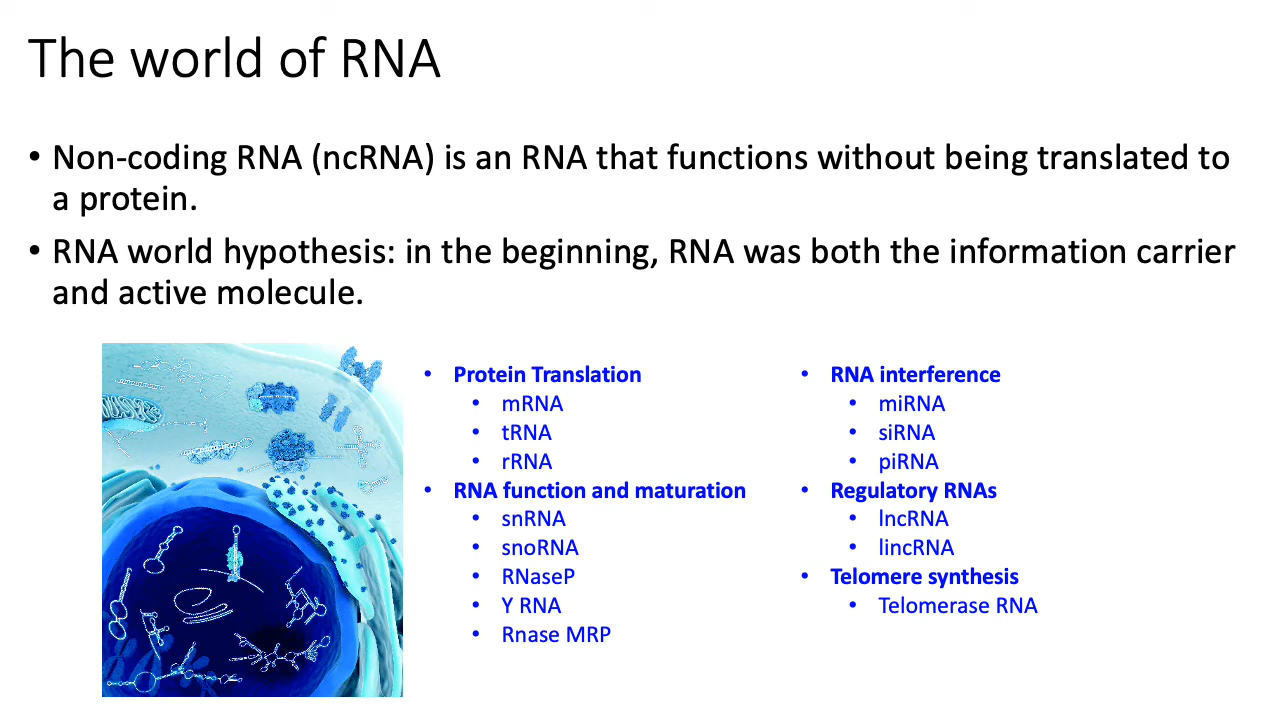 The world of RNA
• Non-coding RNA (ncRNA) is an RNA that functions without being translated to
a protein.
• RNA world hypothesis: in the beginning, RNA was both the information carrier
and active molecule.
• Protein Translation
• mRNA
• tRNA
• rRNA
• RNA function and maturation
• snRNA
• snoRNA
• RNaseP
• Y RNA
• Rnase MRP
• RNA interference
• miRNA
• siRNA
• piRNA
• Regulatory RNAs
• lncRNA
• lincRNA
• Telomere synthesis
• Telomerase RNA